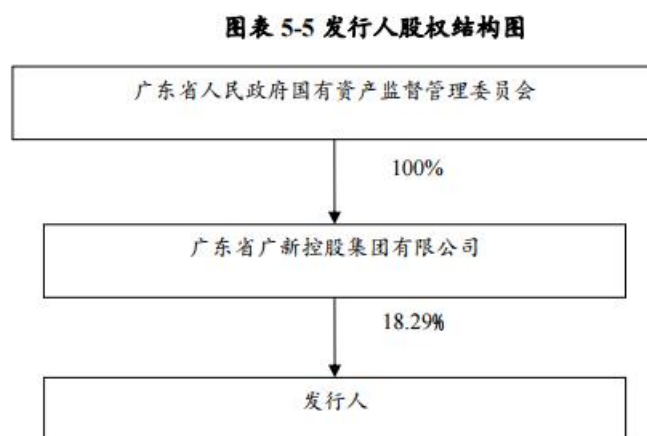 图表 5-5 发行人股权结构图
广东省人民政府国有资产监督管理委员会
100%
广东省广新控股集团有限公司
18.29%
发行人